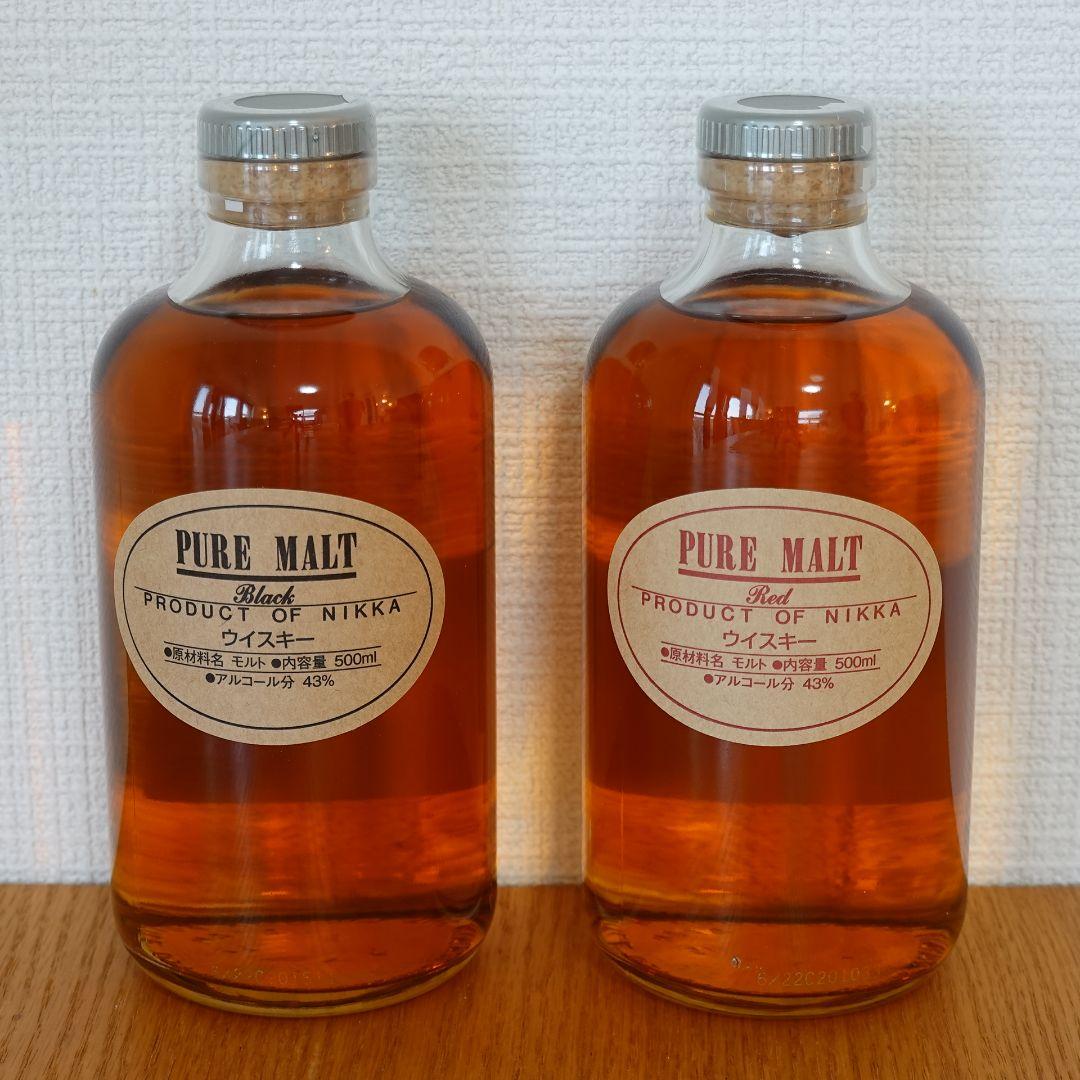 PURE MALT
Black
PRODUCT OF NIKKA
ウイスキー
●原材料名 モルト ●内容量 500ml
●アルコール分 43%
PURE MALT
Red
PRODUCT OF NIKKA
ウイスキー
●原材料名 モルト ●内容量 500ml
●アルコール分 43%